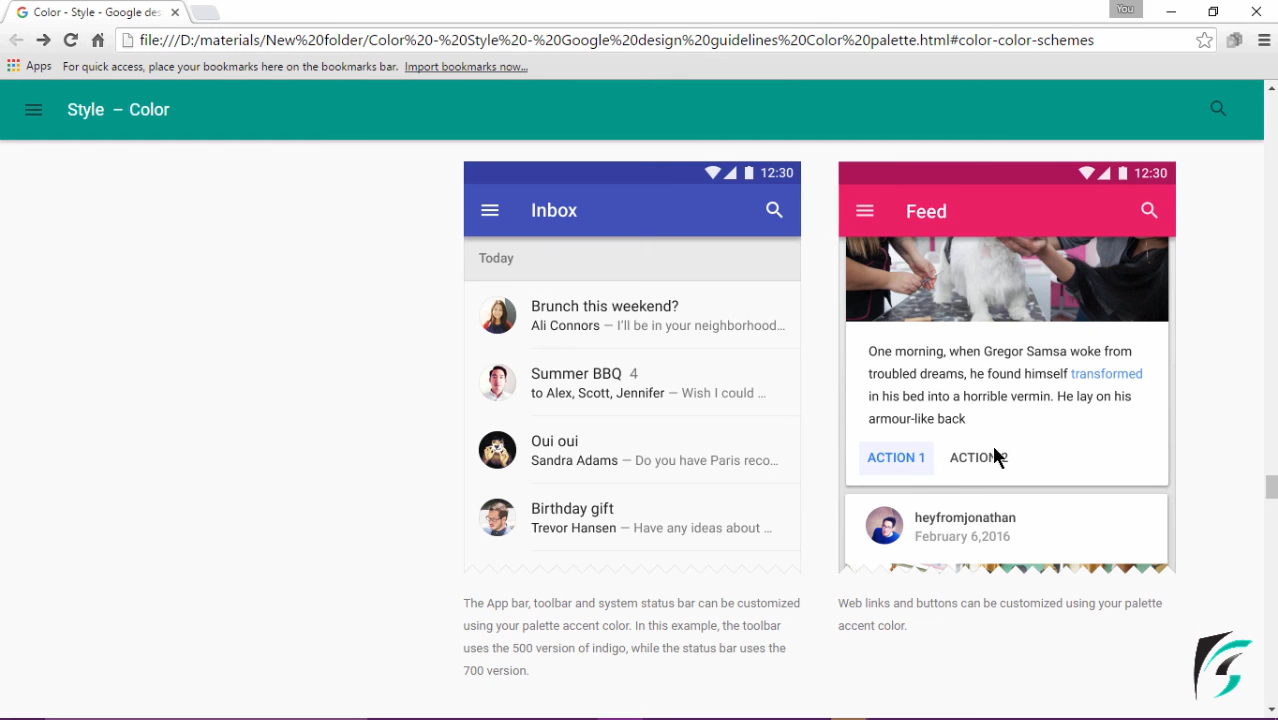 Color - Style - Google des
You
file:///D:/materials/New%20folder/Color%20-%20Style%20-%20Google%20design%20guidelines%20Color%20palette.html#color-color-schemes
Apps For quick access, place your bookmarks here on the bookmarks bar. Import bookmarks now...
Style – Color
12:30
Inbox
Today
Brunch this weekend?
Ali Connors — I'll be in your neighborhood...
Summer BBQ 4
to Alex, Scott, Jennifer — Wish I could ...
Oui oui
Sandra Adams — Do you have Paris reco...
Birthday gift
Trevor Hansen — Have any ideas about ...
The App bar, toolbar and system status bar can be customized
using your palette accent color. In this example, the toolbar
uses the 500 version of indigo, while the status bar uses the
700 version.
12:30
Feed
One morning, when Gregor Samsa woke from
troubled dreams, he found himself transformed
in his bed into a horrible vermin. He lay on his
armour-like back
ACTION 1 ACTION 2
heyfromjonathan
February 6,2016
Web links and buttons can be customized using your palette
accent color.